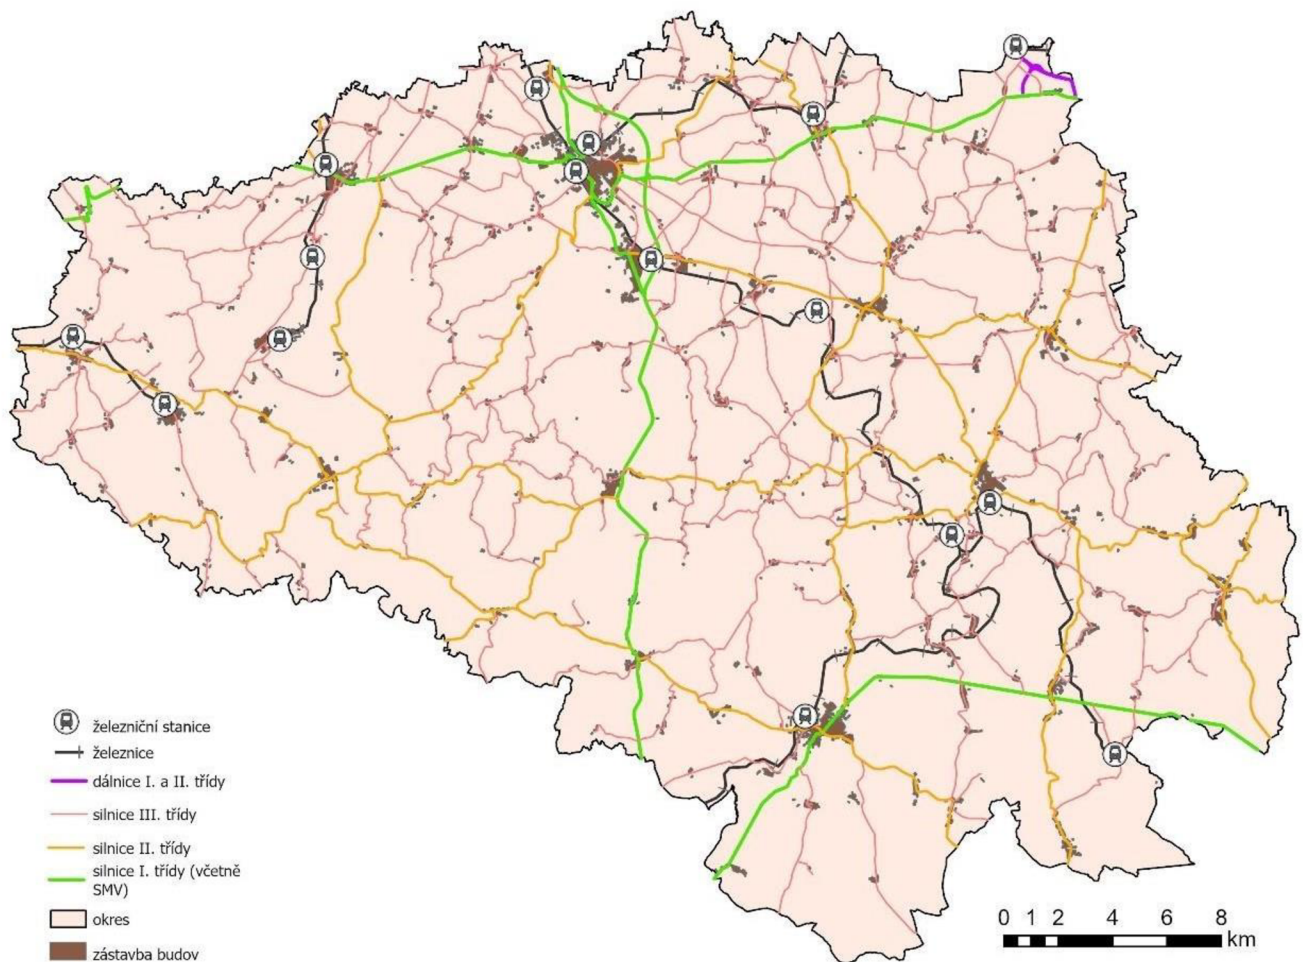 železniční stanice
železnice
dálnice I. a II. třídy
silnice III. třídy
silnice II. třídy
silnice I. třídy (včetně
SMV)
okres
zástavba budov
0 1 2 4 6 8
km